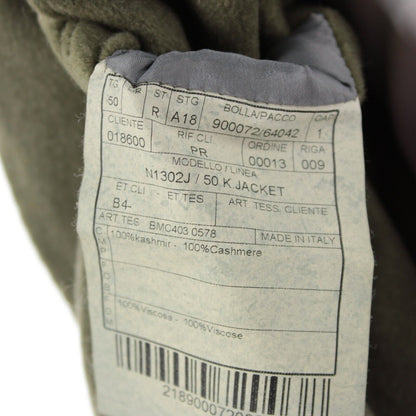 TG ST STG BOLLA/PACCO CAP
50 R A18 900072/64042 1
CLIENTE RIF CLI ORDINE RIGA
018600 PR 00013 009
MODELLO / LINEA
N1302J / 50 K.JACKET
ET.CLI - ET TES ART TESS. CLIENTE
B4-
ART.TES BMC403 0578 MADE IN ITALY
100%kashmir - 100%Cashmere
100%Viscosa - 100%Viscose